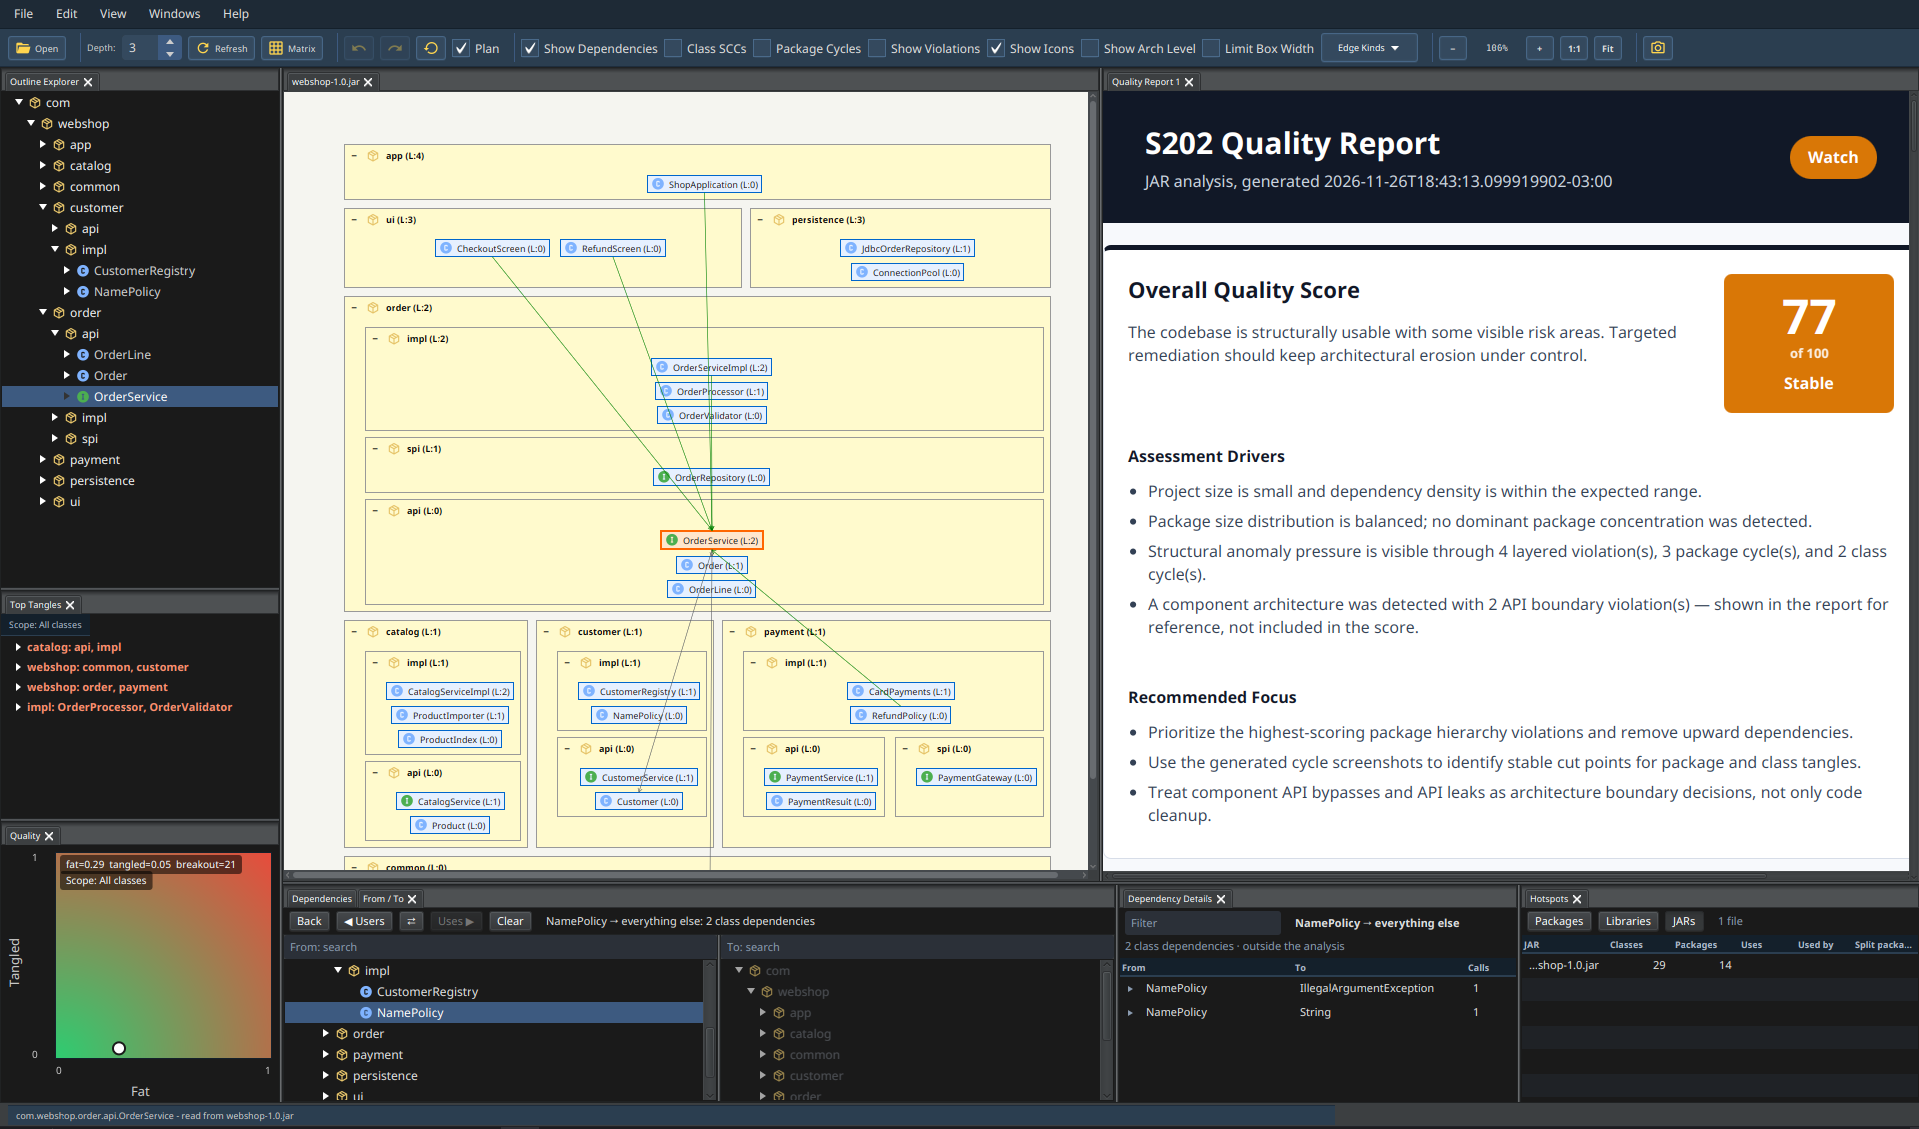 File Edit View Windows Help
Open Depth: 3 Refresh Matrix Plan Show Dependencies Class SCCs Package Cycles Show Violations Show Icons Show Arch Level Limit Box Width Edge Kinds − 106% + 1:1 Fit
Outline Explorer
com
webshop
app
catalog
common
customer
api
impl
CustomerRegistry
NamePolicy
order
api
OrderLine
Order
OrderService
impl
spi
payment
persistence
ui
Top Tangles
Scope: All classes
catalog: api, impl
webshop: common, customer
webshop: order, payment
impl: OrderProcessor, OrderValidator
Quality
fat=0.29 tangled=0.05 breakout=21
Scope: All classes
1
Tangled
0
0 1
Fat
webshop-1.0.jar
app (L:4)
ShopApplication (L:0)
ui (L:3)
CheckoutScreen (L:0) RefundScreen (L:0)
persistence (L:3)
JdbcOrderRepository (L:1)
ConnectionPool (L:0)
order (L:2)
impl (L:2)
OrderServiceImpl (L:2)
OrderProcessor (L:1)
OrderValidator (L:0)
spi (L:1)
OrderRepository (L:0)
api (L:0)
OrderService (L:2)
Order (L:1)
OrderLine (L:0)
catalog (L:1)
impl (L:1)
CatalogServiceImpl (L:2)
ProductImporter (L:1)
ProductIndex (L:0)
api (L:0)
CatalogService (L:1)
Product (L:0)
customer (L:1)
impl (L:1)
CustomerRegistry (L:1)
NamePolicy (L:0)
api (L:0)
CustomerService (L:1)
Customer (L:0)
payment (L:1)
impl (L:1)
CardPayments (L:1)
RefundPolicy (L:0)
api (L:0)
PaymentService (L:1)
PaymentResult (L:0)
spi (L:0)
PaymentGateway (L:0)
common (L:0)
Quality Report 1
S202 Quality Report
JAR analysis, generated 2026-11-26T18:43:13.099919902-03:00
Watch
Overall Quality Score
The codebase is structurally usable with some visible risk areas. Targeted
remediation should keep architectural erosion under control.
77
of 100
Stable
Assessment Drivers
• Project size is small and dependency density is within the expected range.
• Package size distribution is balanced; no dominant package concentration was detected.
• Structural anomaly pressure is visible through 4 layered violation(s), 3 package cycle(s), and 2 class
cycle(s).
• A component architecture was detected with 2 API boundary violation(s) — shown in the report for
reference, not included in the score.
Recommended Focus
• Prioritize the highest-scoring package hierarchy violations and remove upward dependencies.
• Use the generated cycle screenshots to identify stable cut points for package and class tangles.
• Treat component API bypasses and API leaks as architecture boundary decisions, not only code
cleanup.
Dependencies From / To
Back ◀ Users ⇄ Uses ▶ Clear NamePolicy → everything else: 2 class dependencies
From: search
impl
CustomerRegistry
NamePolicy
order
payment
persistence
ui
To: search
com
webshop
app
catalog
common
customer
order
Dependency Details
Filter NamePolicy → everything else
2 class dependencies · outside the analysis
From To Calls
NamePolicy IllegalArgumentException 1
NamePolicy String 1
Hotspots
Packages Libraries JARs 1 file
JAR Classes Packages Uses Used by Split packa...
...shop-1.0.jar 29 14
com.webshop.order.api.OrderService - read from webshop-1.0.jar